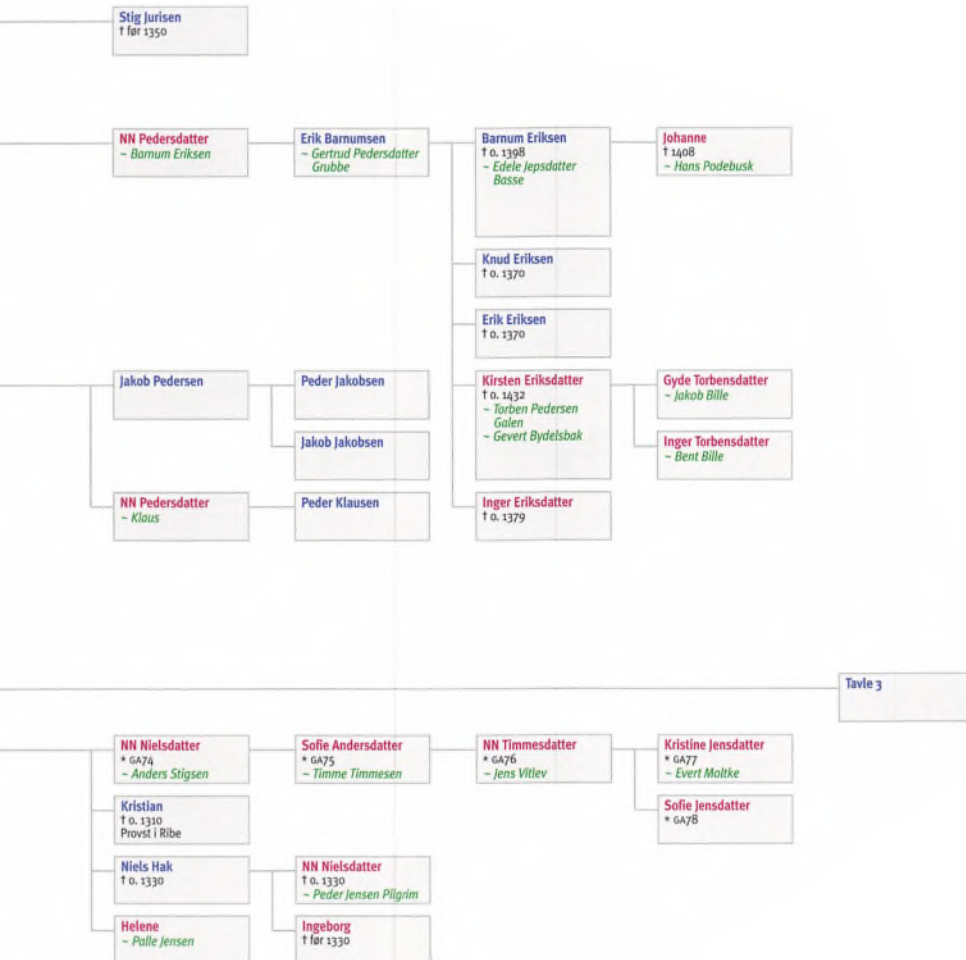 Stig Jurisen
† før 1350
NN Pedersdatter
~ Barnum Eriksen
Erik Barnumsen
~ Gertrud Pedersdatter
Grubbe
Barnum Eriksen
† o. 1398
~ Edele Jepsdatter
Basse
Johanne
† 1408
~ Hans Podebusk
Knud Eriksen
† o. 1370
Erik Eriksen
† o. 1370
Jakob Pedersen
Peder Jakobsen
Kirsten Eriksdatter
† o. 1432
~ Torben Pedersen
Galen
~ Gevert Bydelsbak
Gyde Torbensdatter
~ Jakob Bille
Jakob Jakobsen
Inger Torbensdatter
~ Bent Bille
NN Pedersdatter
~ Klaus
Peder Klausen
Inger Eriksdatter
† o. 1379
Tavle 3
NN Nielsdatter
* GA74
~ Anders Stigsen
Sofie Andersdatter
* GA75
~ Timme Timmesen
NN Timmesdatter
* GA76
~ Jens Vitlev
Kristine Jensdatter
* GA77
~ Evert Moltke
Kristian
† o. 1310
Provst i Ribe
Sofie Jensdatter
* GA78
Niels Hak
† o. 1330
NN Nielsdatter
† o. 1330
~ Peder Jensen Pilgrim
Helene
~ Palle Jensen
Ingeborg
† før 1330